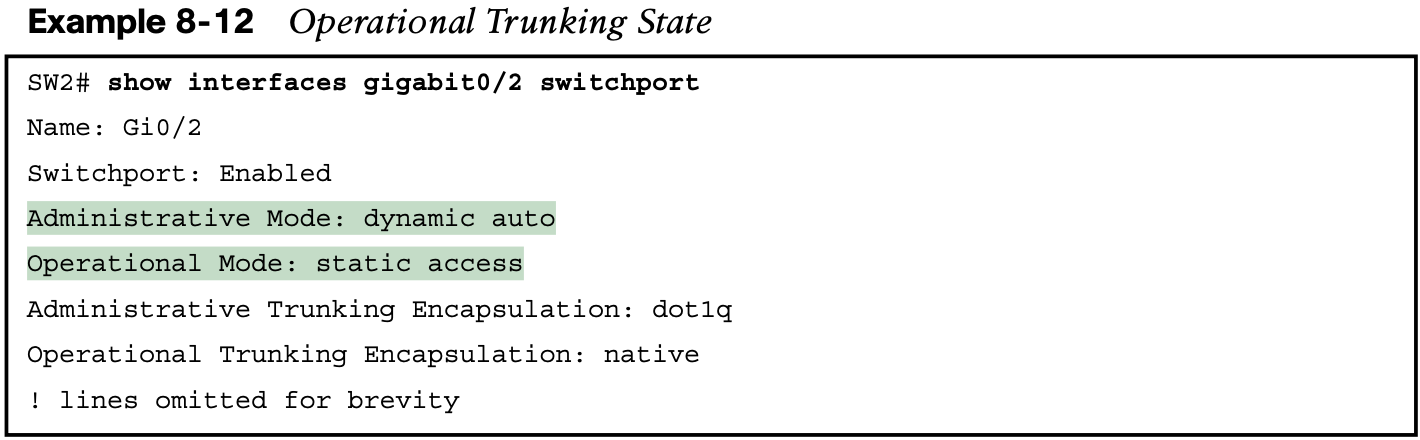 Example 8-12 Operational Trunking State
SW2# show interfaces gigabit0/2 switchport
Name: Gi0/2
Switchport: Enabled
Administrative Mode: dynamic auto
Operational Mode: static access
Administrative Trunking Encapsulation: dot1q
Operational Trunking Encapsulation: native
! lines omitted for brevity